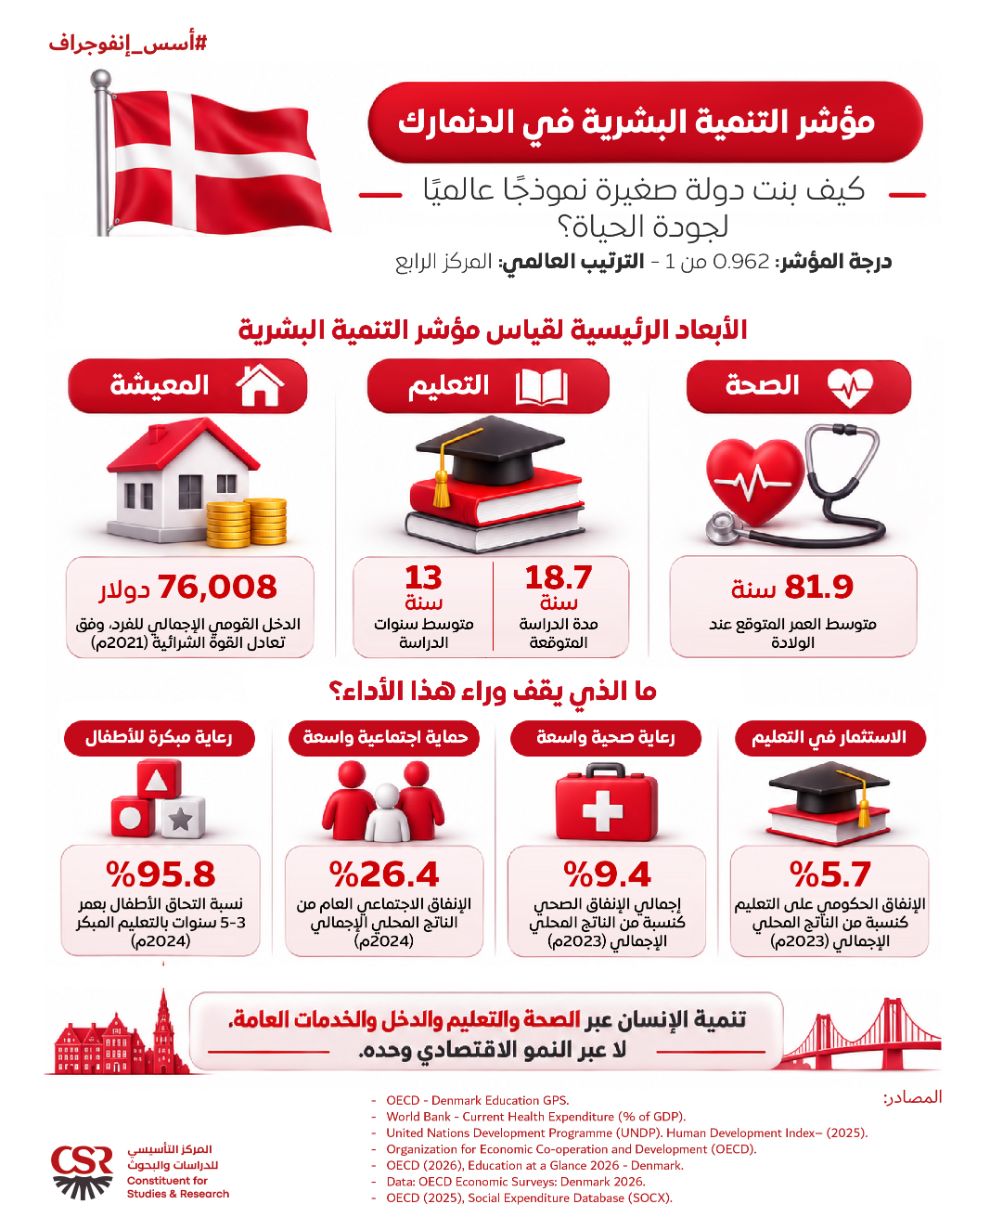 #أسس_إنفوجراف
مؤشر التنمية البشرية في الدنمارك
كيف بنت دولة صغيرة نموذجًا عالميًا
لجودة الحياة؟
درجة المؤشر: 0.962 من 1 - الترتيب العالمي: المركز الرابع
الأبعاد الرئيسية لقياس مؤشر التنمية البشرية
الصحة
81.9 سنة
متوسط العمر المتوقع عند
الولادة
التعليم
18.7
سنة
مدة الدراسة
المتوقعة
13
سنة
متوسط سنوات
الدراسة
المعيشة
76,008 دولار
الدخل القومي الإجمالي للفرد، وفق
تعادل القوة الشرائية (2021م)
ما الذي يقف وراء هذا الأداء؟
الاستثمار في التعليم
%5.7
الإنفاق الحكومي على التعليم
كنسبة من الناتج المحلي
الإجمالي (2023م)
رعاية صحية واسعة
%9.4
إجمالي الإنفاق الصحي
كنسبة من الناتج المحلي
الإجمالي (2023م)
حماية اجتماعية واسعة
%26.4
الإنفاق الاجتماعي العام من
الناتج المحلي الإجمالي
(2024م)
رعاية مبكرة للأطفال
%95.8
نسبة التحاق الأطفال بعمر
3-5 سنوات بالتعليم المبكر
(2024م)
تنمية الإنسان عبر الصحة والتعليم والدخل والخدمات العامة،
لا عبر النمو الاقتصادي وحده.
المصادر:
- OECD - Denmark Education GPS.
- World Bank - Current Health Expenditure (% of GDP).
- United Nations Development Programme (UNDP). Human Development Index– (2025).
- Organization for Economic Co-operation and Development (OECD).
- OECD (2026), Education at a Glance 2026 - Denmark.
- Data: OECD Economic Surveys: Denmark 2026.
- OECD (2025), Social Expenditure Database (SOCX).
CSR
المركز التأسيسي
للدراسات والبحوث
Constituent for
Studies & Research